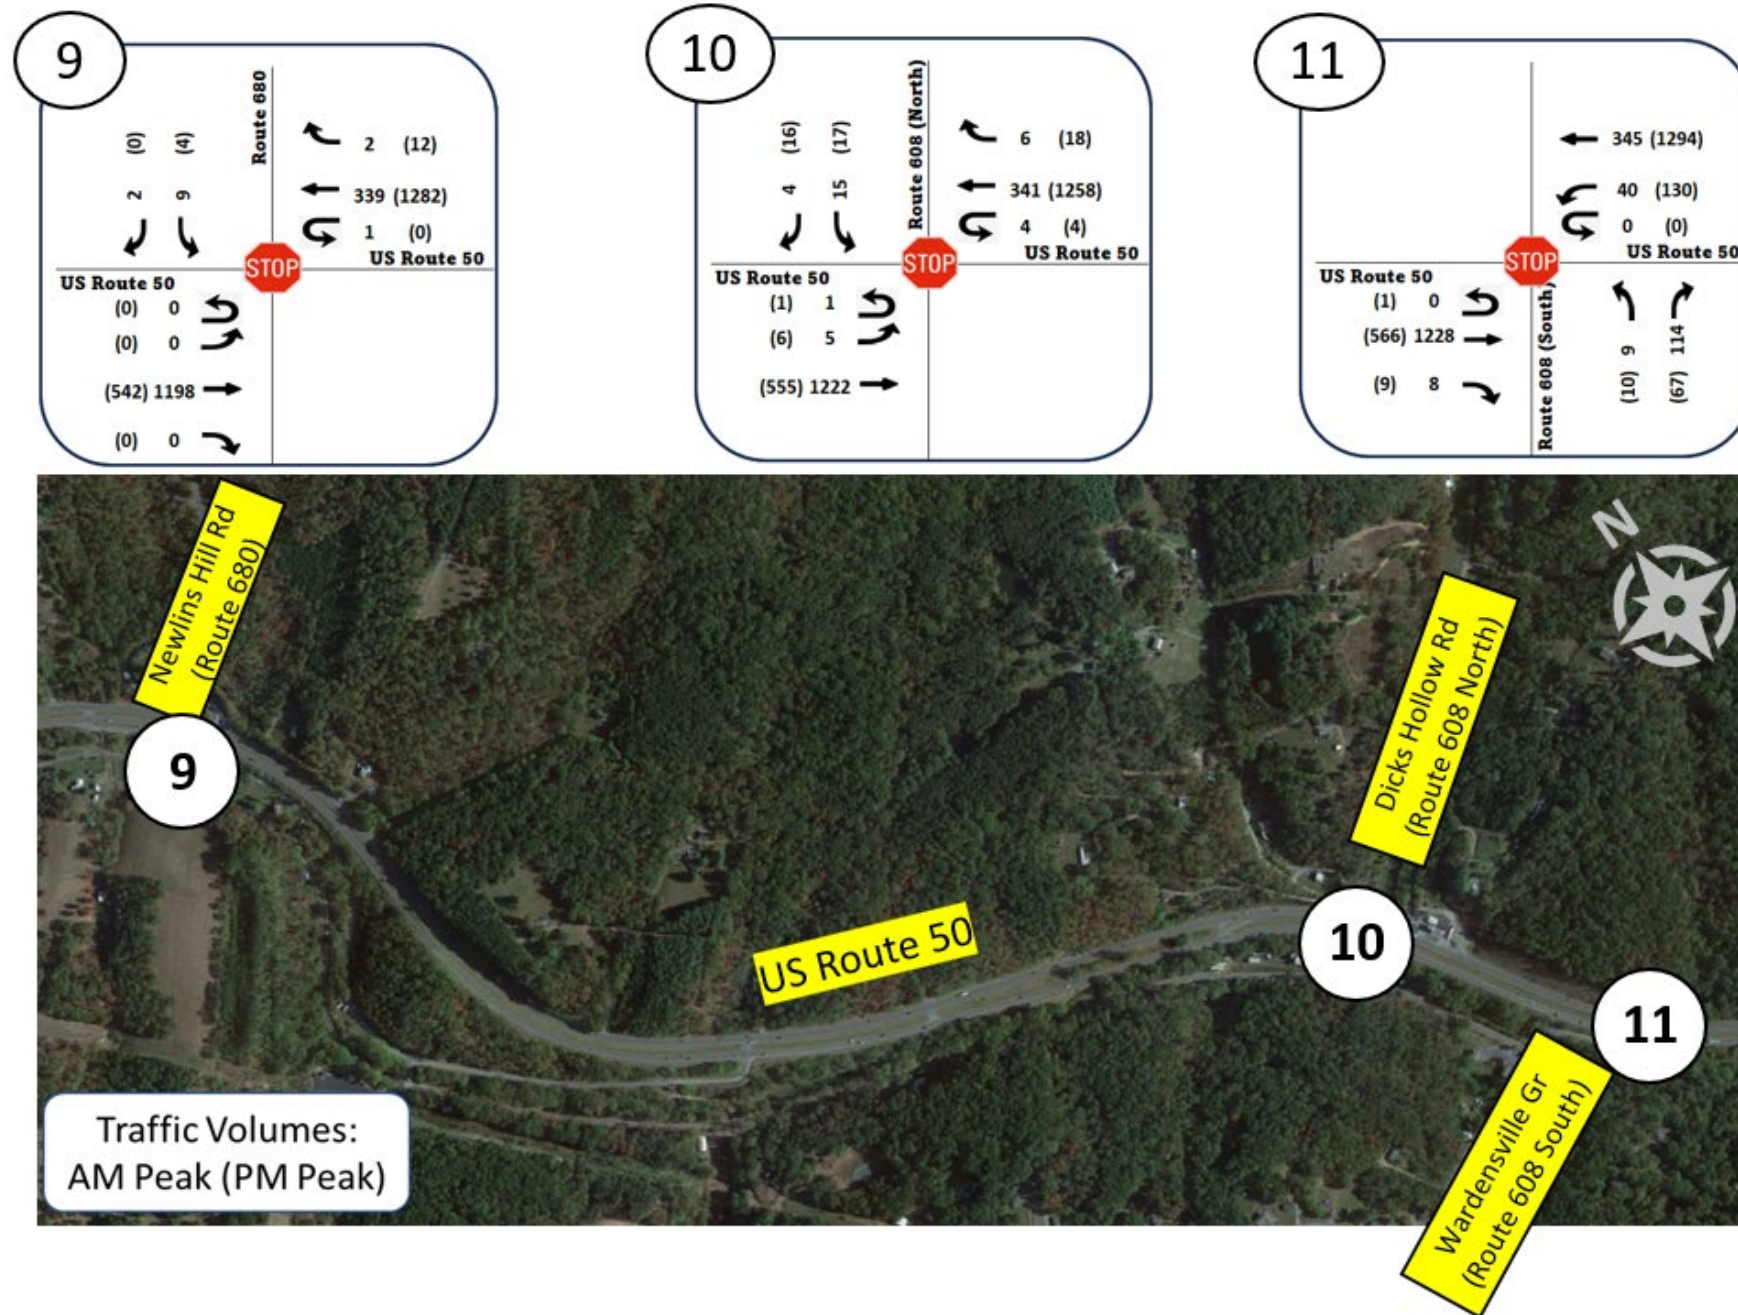 9
Route 680
(0) (4)
2 9
2 (12)
339 (1282)
1 (0)
US Route 50
STOP
US Route 50
(0) 0
(0) 0
(542) 1198
(0) 0
10
Route 608 (North)
(16) (17)
4 15
6 (18)
341 (1258)
4 (4)
US Route 50
STOP
US Route 50
(1) 1
(6) 5
(555) 1222
11
345 (1294)
40 (130)
0 (0)
US Route 50
STOP
US Route 50
(1) 0
(566) 1228
(9) 8
Route 608 (South)
9 114
(10) (67)
Newlins Hill Rd
(Route 680)
9
US Route 50
Dicks Hollow Rd
(Route 608 North)
10
N
11
Wardensville Gr
(Route 608 South)
Traffic Volumes:
AM Peak (PM Peak)